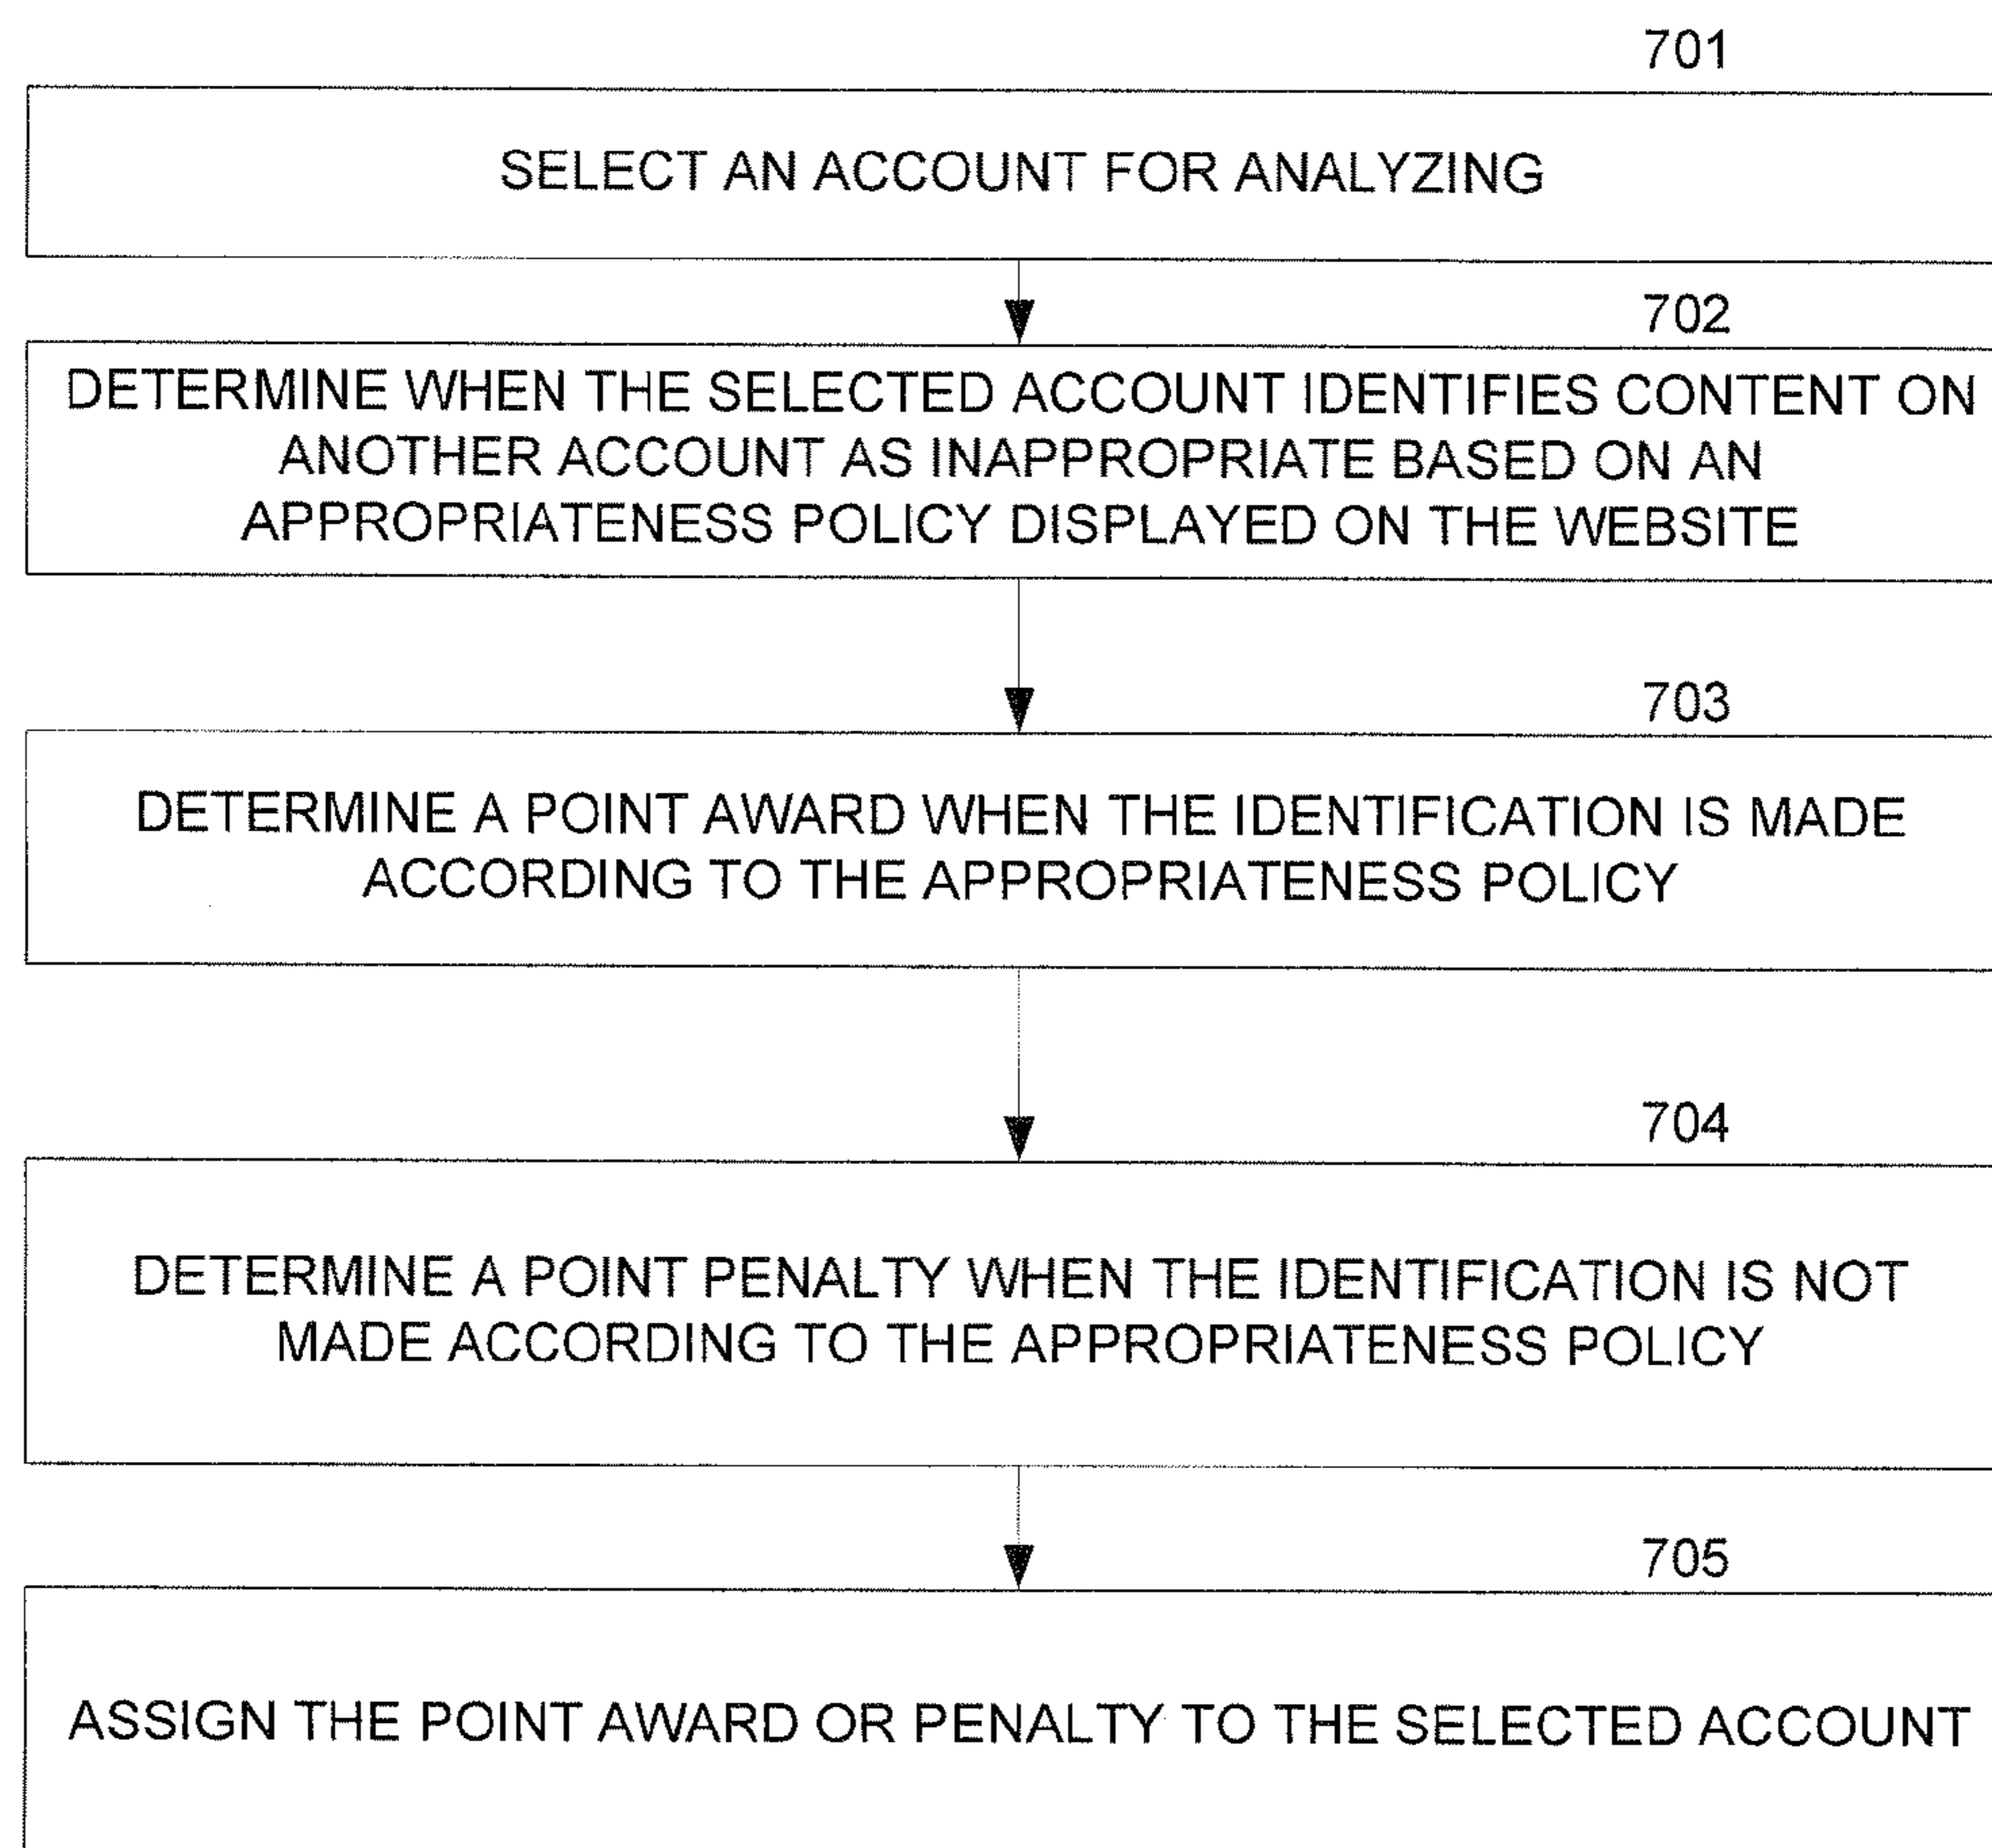 701
SELECT AN ACCOUNT FOR ANALYZING
702
DETERMINE WHEN THE SELECTED ACCOUNT IDENTIFIES CONTENT ON
ANOTHER ACCOUNT AS INAPPROPRIATE BASED ON AN
APPROPRIATENESS POLICY DISPLAYED ON THE WEBSITE
703
DETERMINE A POINT AWARD WHEN THE IDENTIFICATION IS MADE
ACCORDING TO THE APPROPRIATENESS POLICY
704
DETERMINE A POINT PENALTY WHEN THE IDENTIFICATION IS NOT
MADE ACCORDING TO THE APPROPRIATENESS POLICY
705
ASSIGN THE POINT AWARD OR PENALTY TO THE SELECTED ACCOUNT